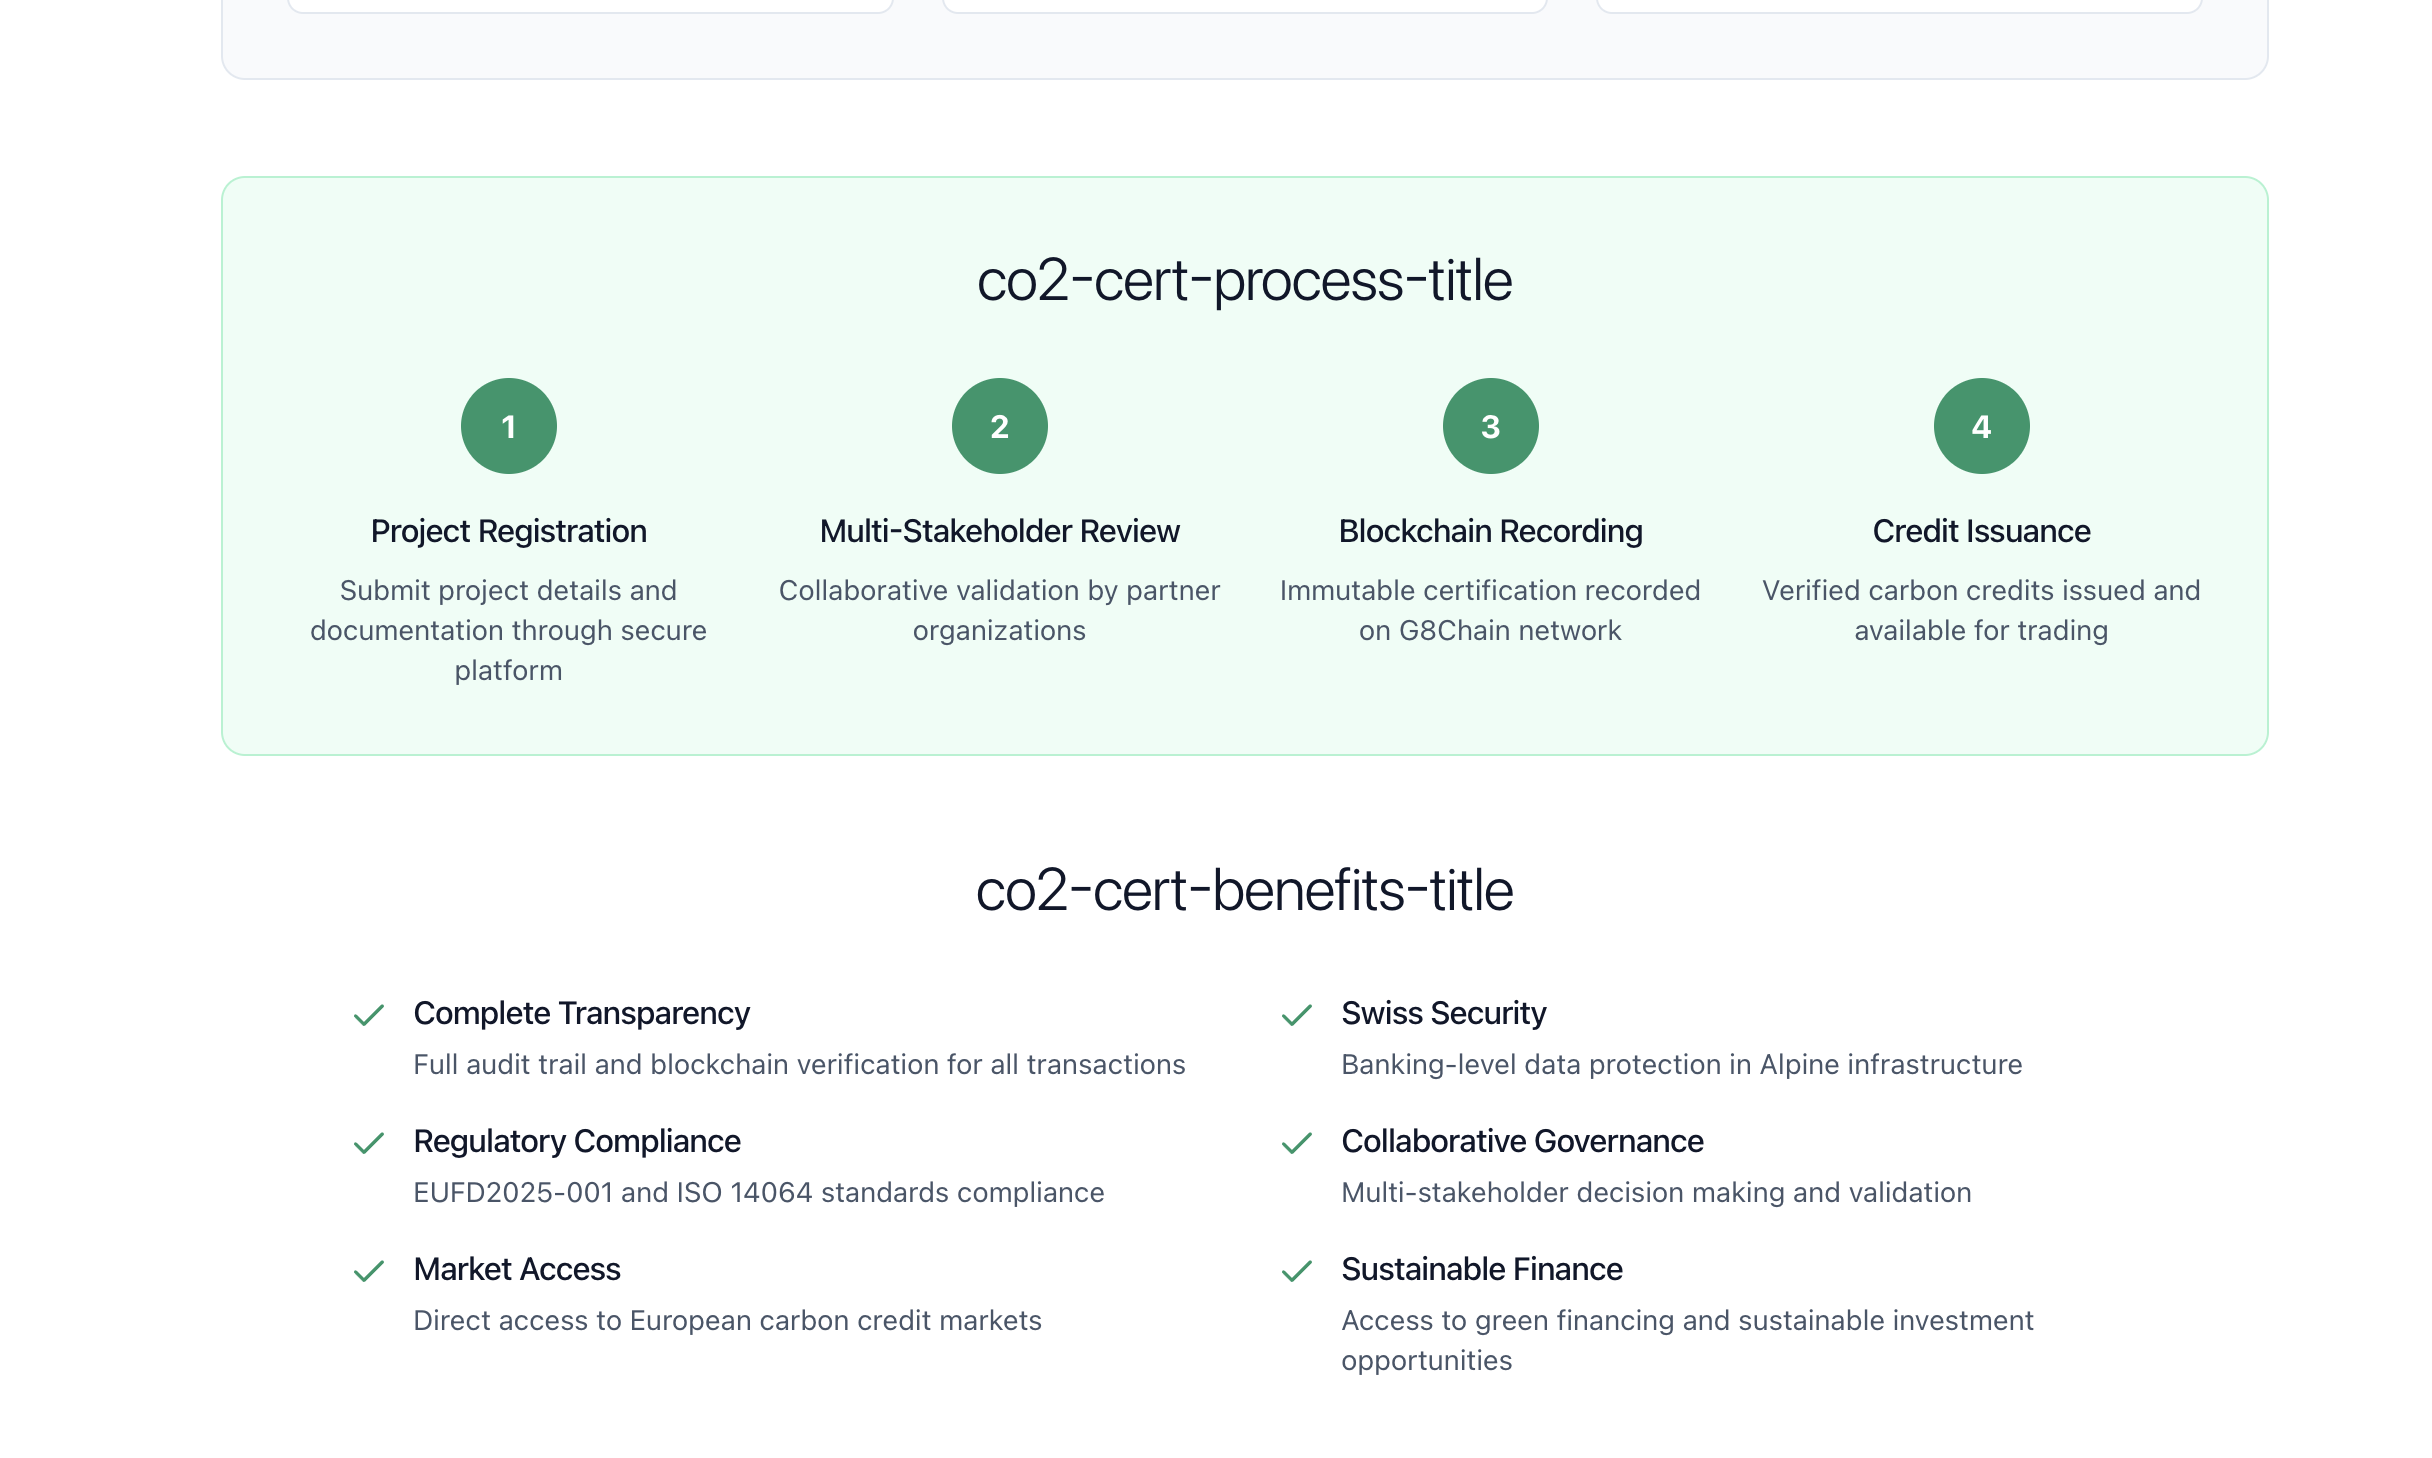 co2-cert-process-title
1
2
3
4
Project Registration
Submit project details and
documentation through secure
platform
Multi-Stakeholder Review
Collaborative validation by partner
organizations
Blockchain Recording
Immutable certification recorded
on G8Chain network
Credit Issuance
Verified carbon credits issued and
available for trading
co2-cert-benefits-title
Complete Transparency
Full audit trail and blockchain verification for all transactions
Swiss Security
Banking-level data protection in Alpine infrastructure
Regulatory Compliance
EUFD2025-001 and ISO 14064 standards compliance
Collaborative Governance
Multi-stakeholder decision making and validation
Market Access
Direct access to European carbon credit markets
Sustainable Finance
Access to green financing and sustainable investment
opportunities